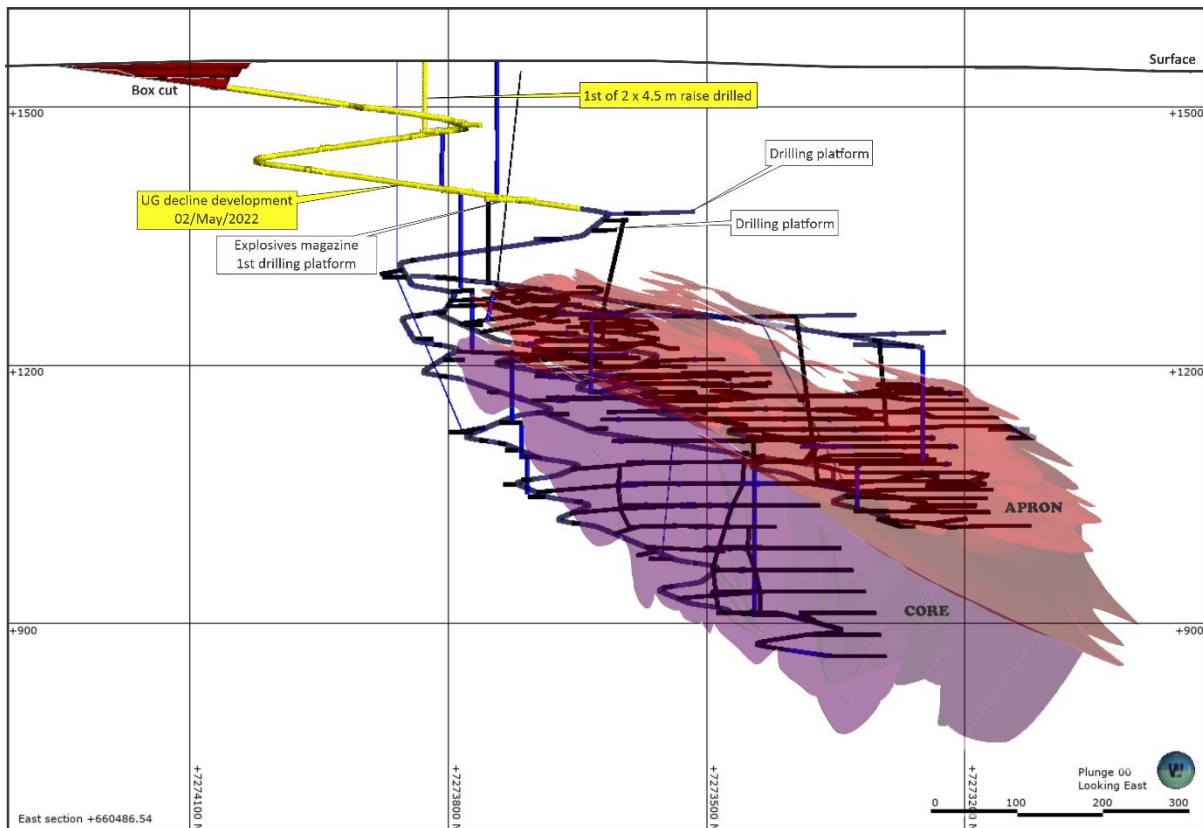 Surface
Box cut
+1500
+1500
1st of 2 x 4.5 m raise drilled
Drilling platform
UG decline development
02/May/2022
Drilling platform
Explosives magazine
1st drilling platform
+1200
+1200
APRON
CORE
+900
+900
+7274100 N
+7273800 N
+7273500 N
+7273200 N
Plunge 00
Looking East
0 100 200 300
East section +660486.54